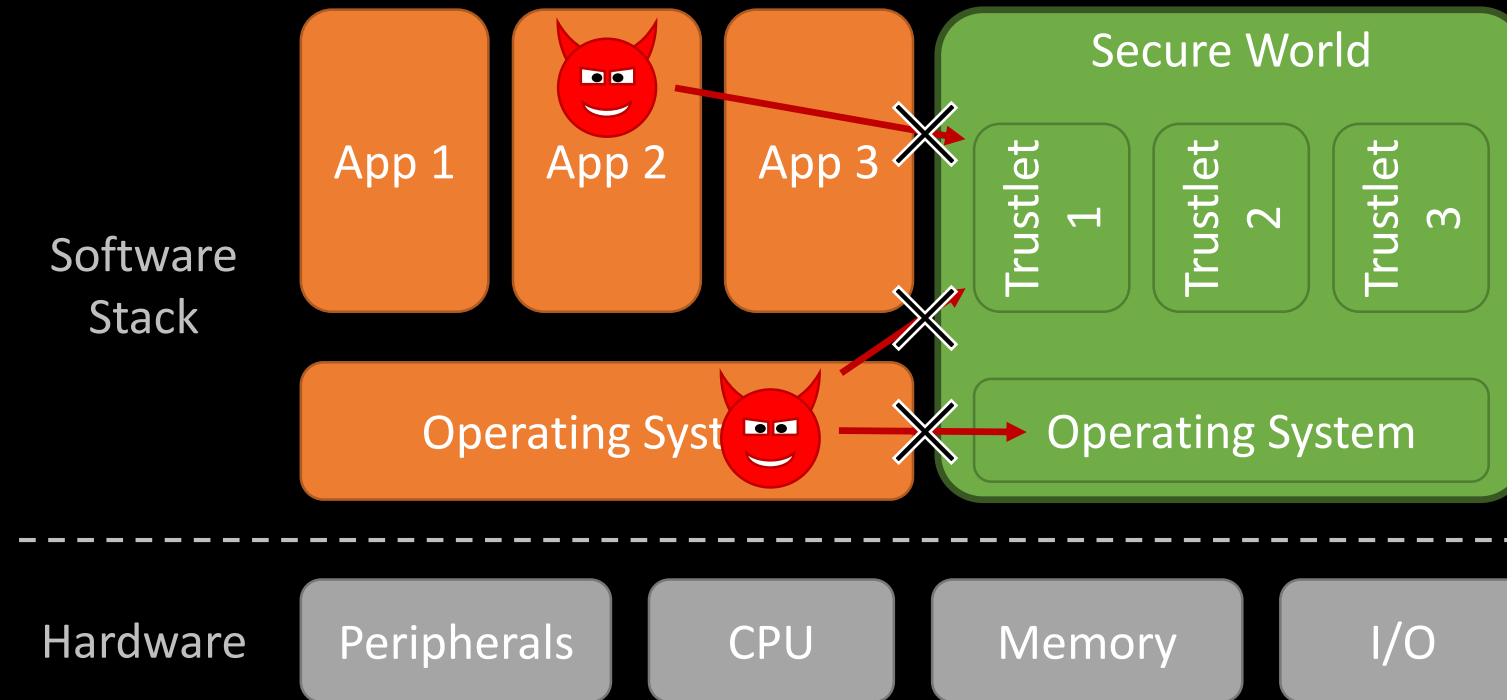 Secure World
App 1
App 2
App 3
Trustlet
1
Trustlet
2
Trustlet
3
Software
Stack
Operating Syst
Operating System
Hardware
Peripherals
CPU
Memory
I/O